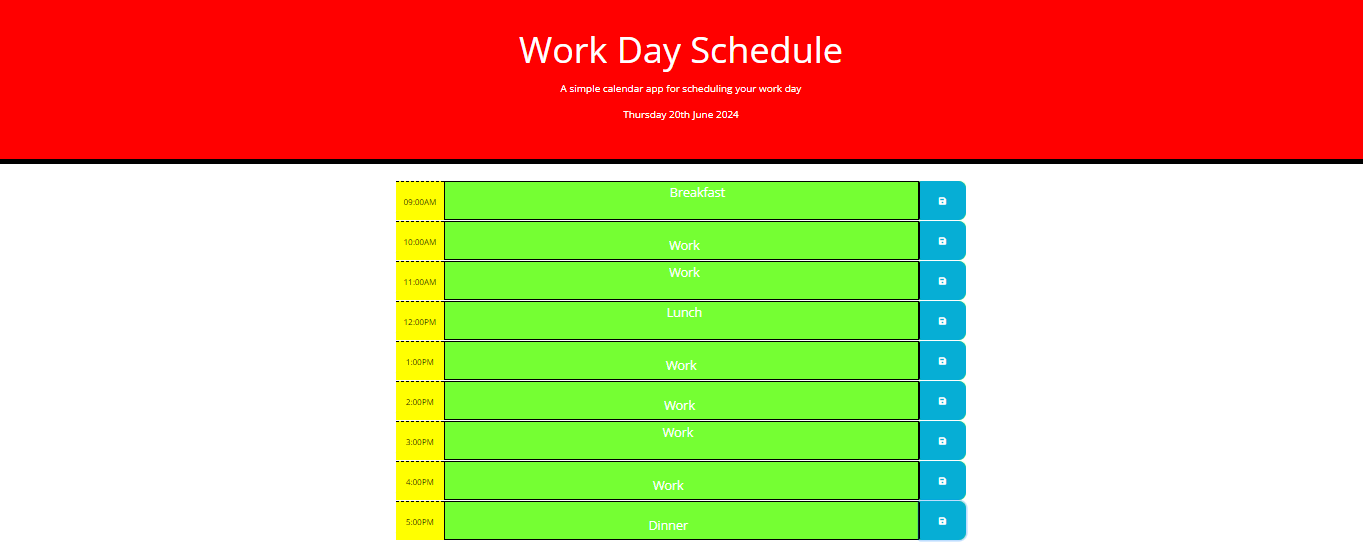 Work Day Schedule
A simple calendar app for scheduling your work day
Thursday 20th June 2024
09:00AM Breakfast
10:00AM Work
11:00AM Work
12:00PM Lunch
1:00PM Work
2:00PM Work
3:00PM Work
4:00PM Work
5:00PM Dinner